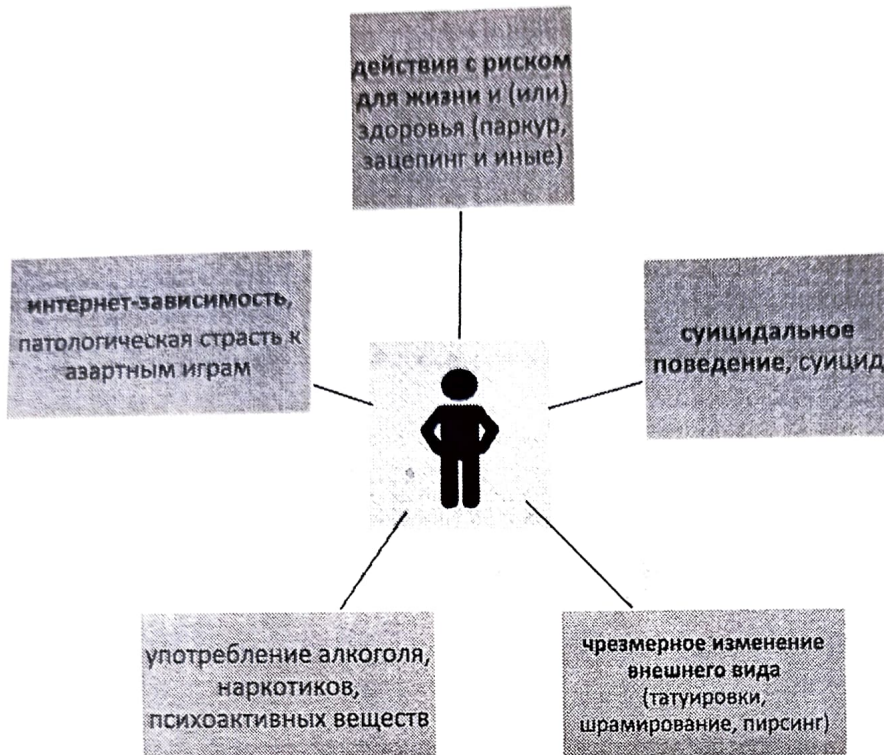 действия с риском
для жизни и (или)
здоровья (паркур,
зацепинг и иные)
интернет-зависимость,
патологическая страсть к
азартным играм
суицидальное
поведение, суицид
употребление алкоголя,
наркотиков,
психоактивных веществ
чрезмерное изменение
внешнего вида
(татуировки,
шрамирование, пирсинг)